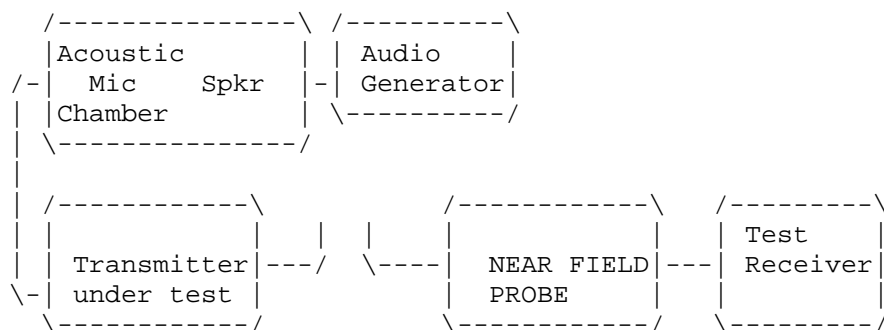 Acoustic Audio
Mic Spkr Generator
Chamber
Test
Transmitter NEAR FIELD Receiver
under test PROBE